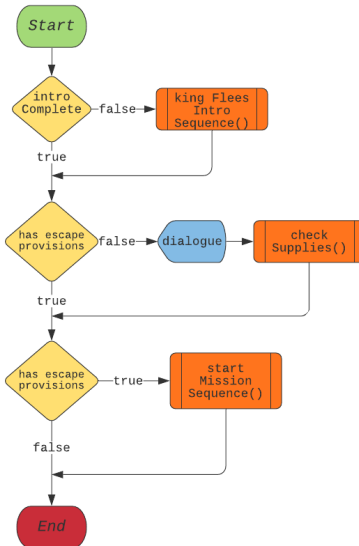 Start
intro
Complete
false
king Flees
Intro
Sequence()
true
has escape
provisions
false
dialogue
check
Supplies()
true
has escape
provisions
true
start
Mission
Sequence()
false
End